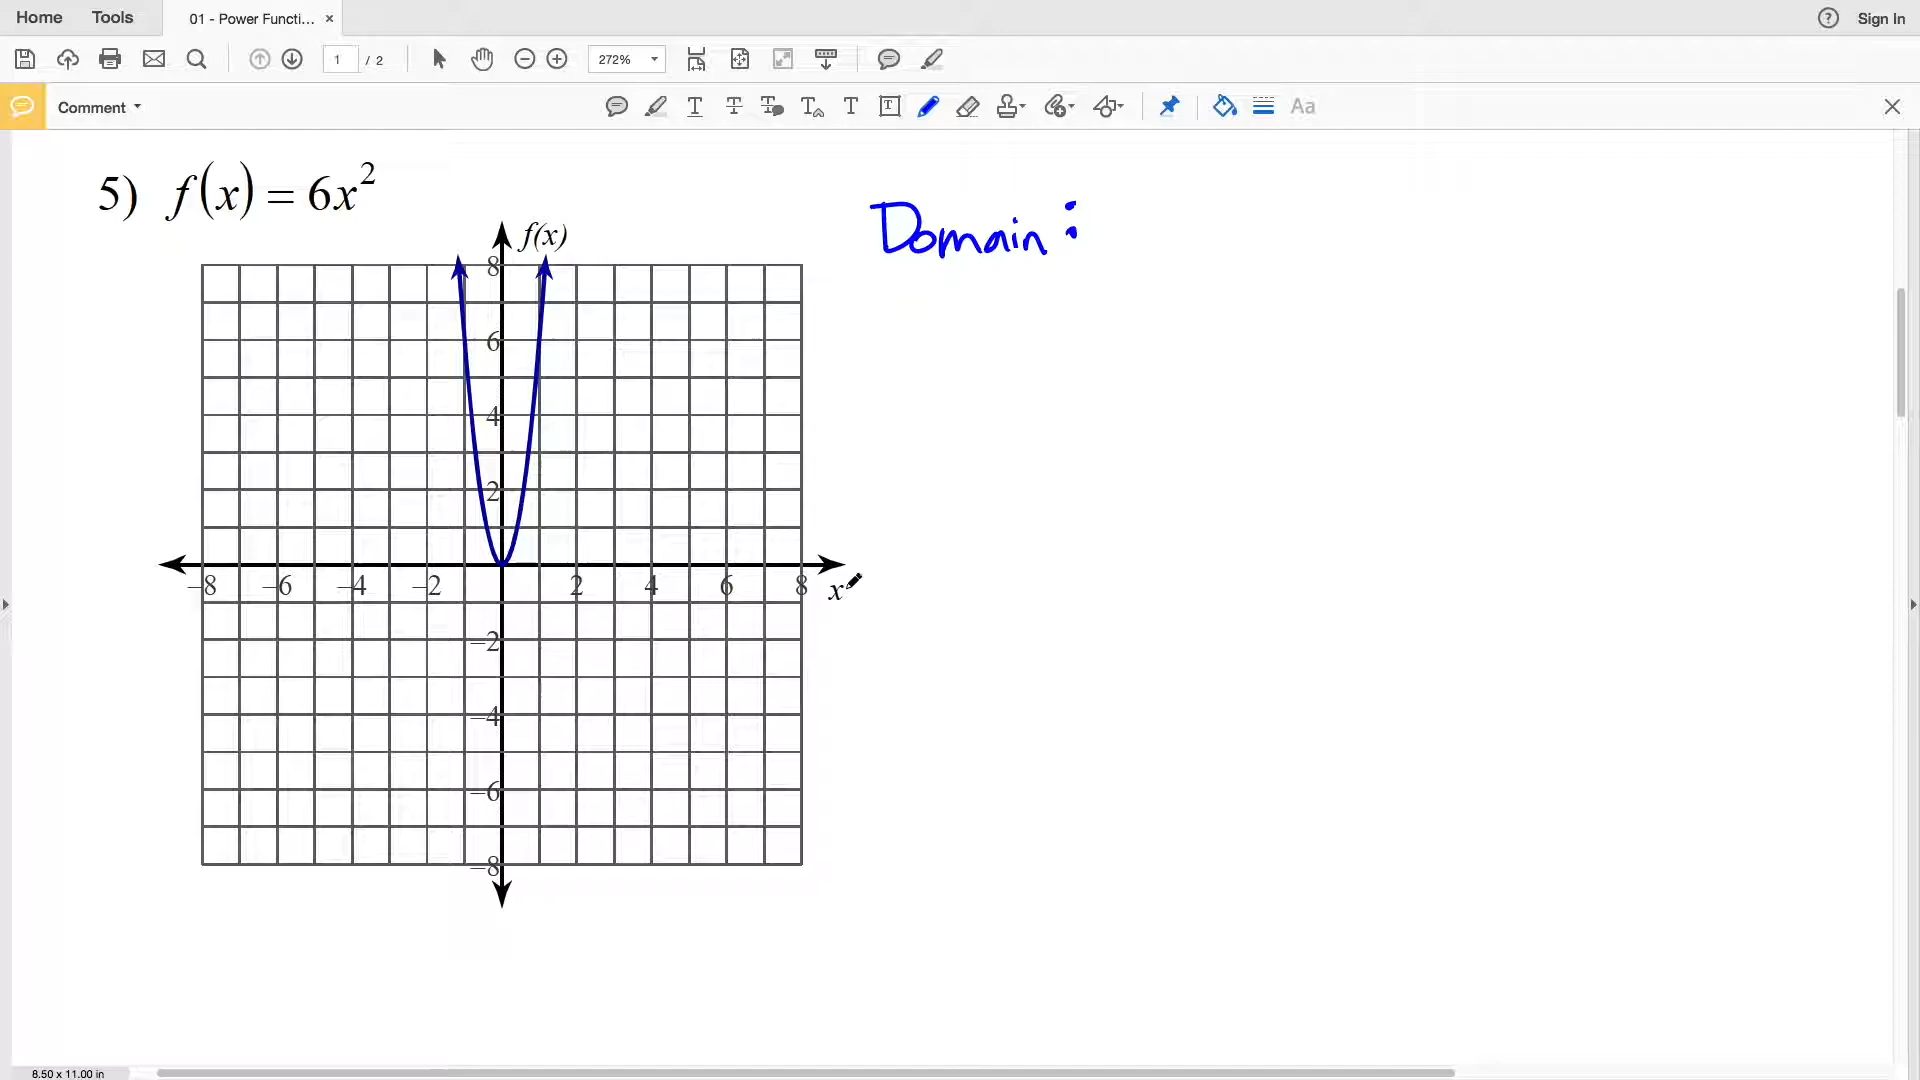 Home Tools 01 - Power Functi... × ? Sign In
1 / 2 272%
Comment T T T T T T Aa
5) f(x) = 6x²
Domain :
f(x)
8
6
4
2
–8 –6 –4 –2 2 4 6 8 x
–2
–4
–6
–8
8.50 x 11.00 in